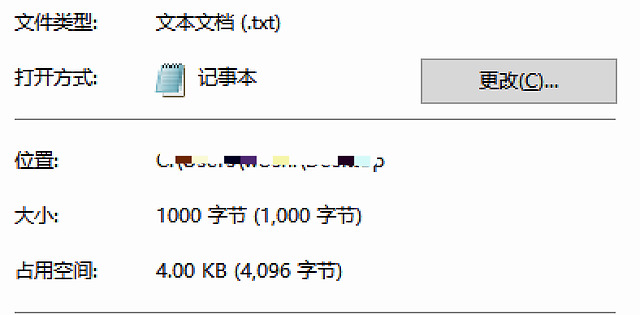 文件类型: 文本文档 (.txt)
打开方式: 记事本 更改(C)...
位置:
大小: 1000 字节 (1,000 字节)
占用空间: 4.00 KB (4,096 字节)